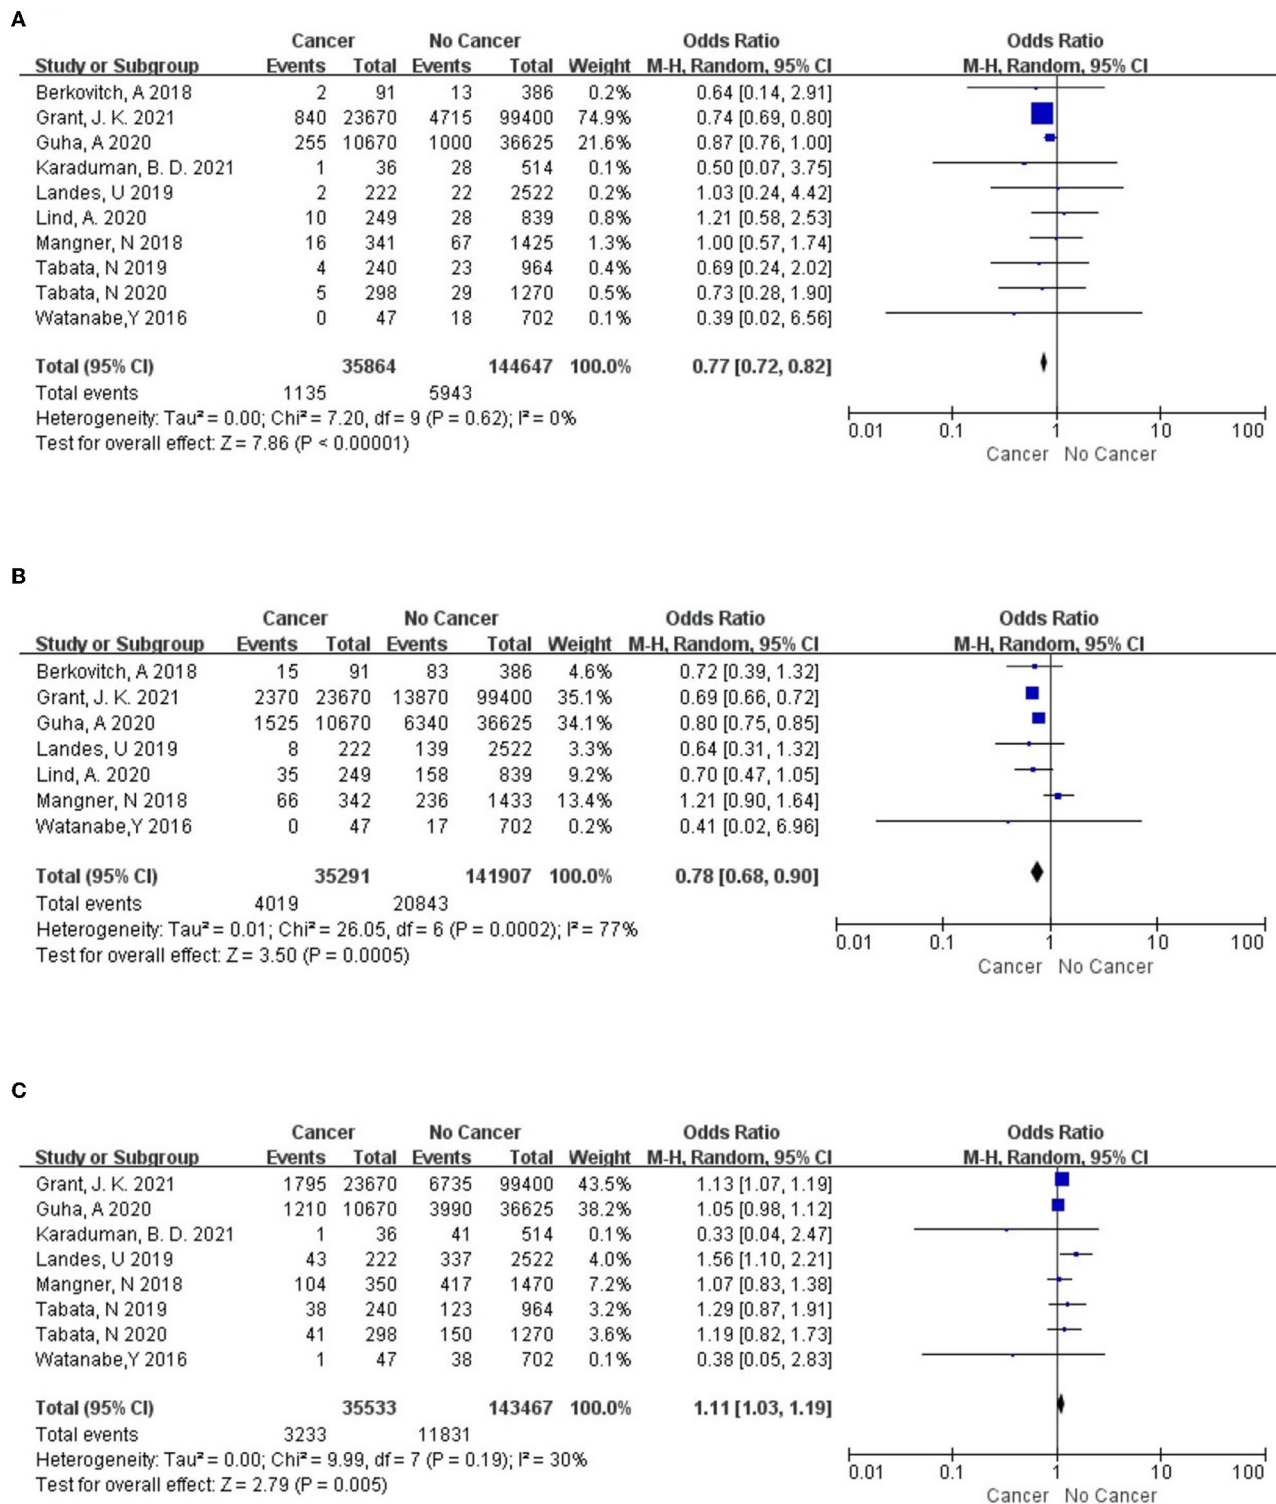 A
Cancer No Cancer Odds Ratio Odds Ratio
Study or Subgroup Events Total Events Total Weight M-H, Random, 95% CI M-H, Random, 95% CI
Berkovitch, A 2018 2 91 13 386 0.2% 0.64 [0.14, 2.91]
Grant, J. K. 2021 840 23670 4715 99400 74.9% 0.74 [0.69, 0.80]
Guha, A 2020 255 10670 1000 36625 21.6% 0.87 [0.76, 1.00]
Karaduman, B. D. 2021 1 36 28 514 0.1% 0.50 [0.07, 3.75]
Landes, U 2019 2 222 22 2522 0.2% 1.03 [0.24, 4.42]
Lind, A. 2020 10 249 28 839 0.8% 1.21 [0.58, 2.53]
Mangner, N 2018 16 341 67 1425 1.3% 1.00 [0.57, 1.74]
Tabata, N 2019 4 240 23 964 0.4% 0.69 [0.24, 2.02]
Tabata, N 2020 5 298 29 1270 0.5% 0.73 [0.28, 1.90]
Watanabe,Y 2016 0 47 18 702 0.1% 0.39 [0.02, 6.56]
Total (95% CI) 35864 144647 100.0% 0.77 [0.72, 0.82]
Total events 1135 5943
Heterogeneity: Tau² = 0.00; Chi² = 7.20, df = 9 (P = 0.62); I² = 0%
Test for overall effect: Z = 7.86 (P < 0.00001)
0.01 0.1 1 10 100
Cancer No Cancer
B
Cancer No Cancer Odds Ratio Odds Ratio
Study or Subgroup Events Total Events Total Weight M-H, Random, 95% CI M-H, Random, 95% CI
Berkovitch, A 2018 15 91 83 386 4.6% 0.72 [0.39, 1.32]
Grant, J. K. 2021 2370 23670 13870 99400 35.1% 0.69 [0.66, 0.72]
Guha, A 2020 1525 10670 6340 36625 34.1% 0.80 [0.75, 0.85]
Landes, U 2019 8 222 139 2522 3.3% 0.64 [0.31, 1.32]
Lind, A. 2020 35 249 158 839 9.2% 0.70 [0.47, 1.05]
Mangner, N 2018 66 342 236 1433 13.4% 1.21 [0.90, 1.64]
Watanabe,Y 2016 0 47 17 702 0.2% 0.41 [0.02, 6.96]
Total (95% CI) 35291 141907 100.0% 0.78 [0.68, 0.90]
Total events 4019 20843
Heterogeneity: Tau² = 0.01; Chi² = 26.05, df = 6 (P = 0.0002); I² = 77%
Test for overall effect: Z = 3.50 (P = 0.0005)
0.01 0.1 1 10 100
Cancer No Cancer
C
Cancer No Cancer Odds Ratio Odds Ratio
Study or Subgroup Events Total Events Total Weight M-H, Random, 95% CI M-H, Random, 95% CI
Grant, J. K. 2021 1795 23670 6735 99400 43.5% 1.13 [1.07, 1.19]
Guha, A 2020 1210 10670 3990 36625 38.2% 1.05 [0.98, 1.12]
Karaduman, B. D. 2021 1 36 41 514 0.1% 0.33 [0.04, 2.47]
Landes, U 2019 43 222 337 2522 4.0% 1.56 [1.10, 2.21]
Mangner, N 2018 104 350 417 1470 7.2% 1.07 [0.83, 1.38]
Tabata, N 2019 38 240 123 964 3.2% 1.29 [0.87, 1.91]
Tabata, N 2020 41 298 150 1270 3.6% 1.19 [0.82, 1.73]
Watanabe,Y 2016 1 47 38 702 0.1% 0.38 [0.05, 2.83]
Total (95% CI) 35533 143467 100.0% 1.11 [1.03, 1.19]
Total events 3233 11831
Heterogeneity: Tau² = 0.00; Chi² = 9.99, df = 7 (P = 0.19); I² = 30%
Test for overall effect: Z = 2.79 (P = 0.005)
0.01 0.1 1 10 100
Cancer No Cancer